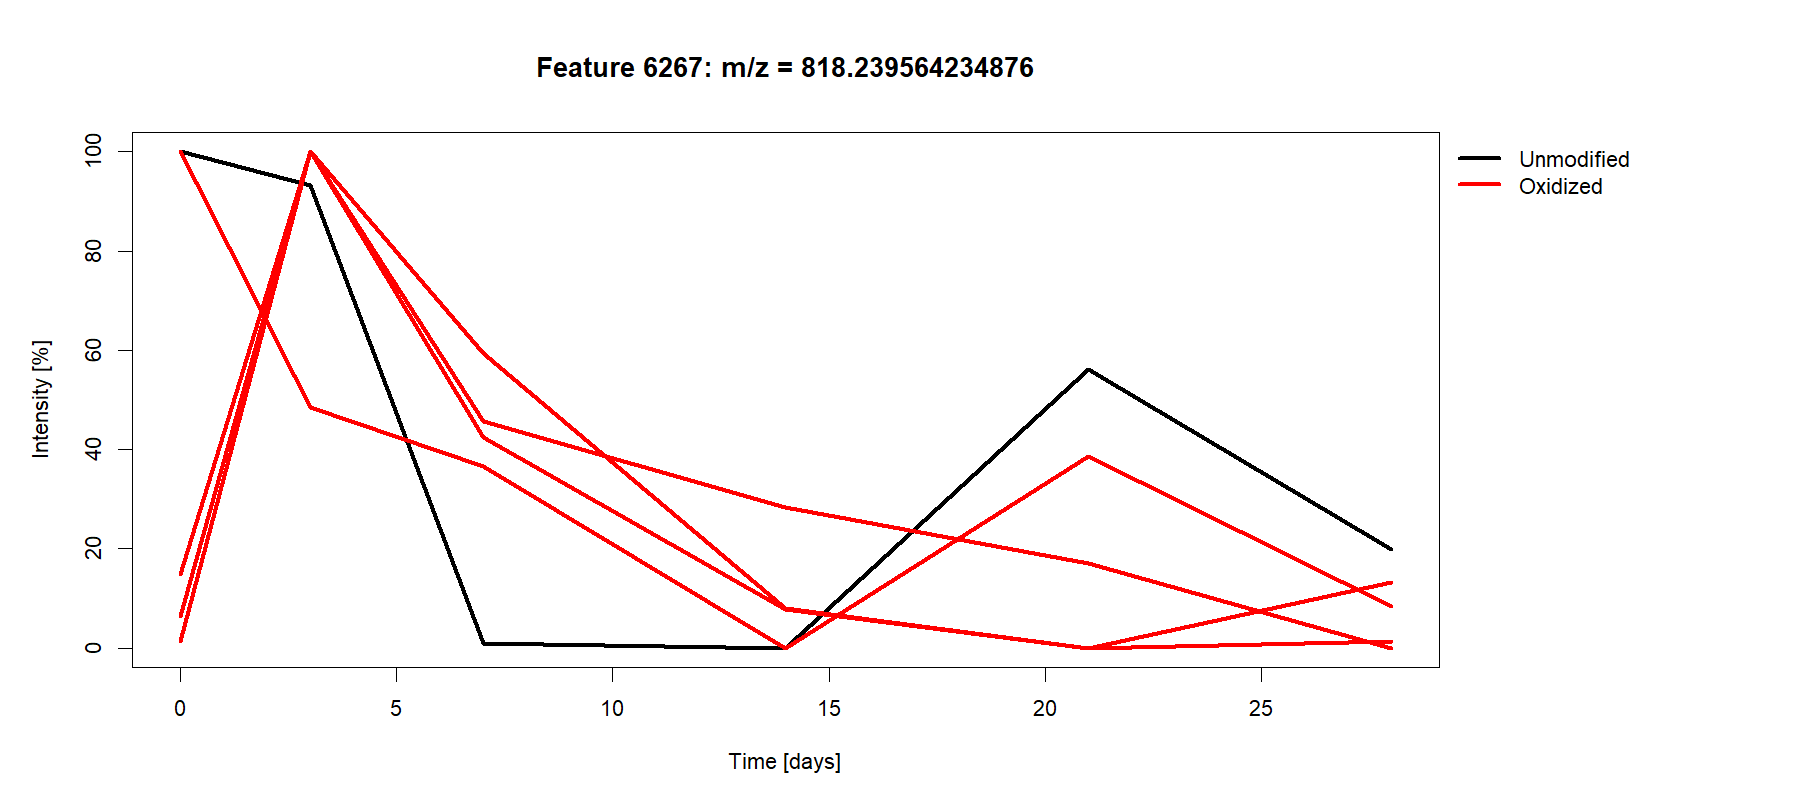 Feature 6267: m/z = 818.239564234876
Unmodified
Oxidized
Intensity [%]
100
80
60
40
20
0
0 5 10 15 20 25
Time [days]